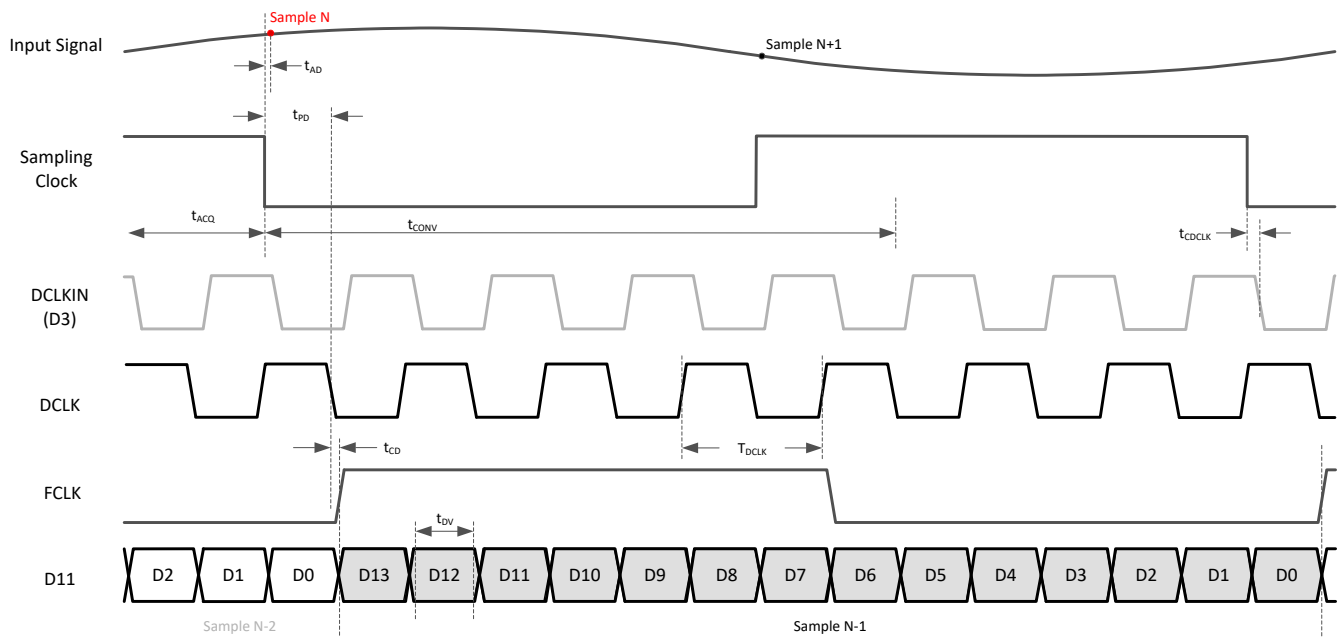 Sample N
Input Signal
Sample N+1
tAD
tPD
Sampling
Clock
tACQ
tCONV
tCDCLK
DCLKIN
(D3)
DCLK
tCD
TDCLK
FCLK
tDV
D11
D2 D1 D0 D13 D12 D11 D10 D9 D8 D7 D6 D5 D4 D3 D2 D1 D0
Sample N-2
Sample N-1